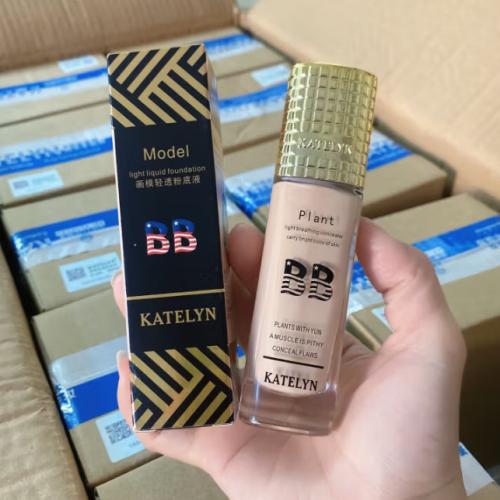 Model
light liquid foundation
画模轻透粉底液
BB
KATELYN
KATELYN
Plant
light breathing concealer
carry bright color of skin
BB
PLANTS WITH YUN
A MUSCLE IS PITHY
CONCEAL FLAWS
KATELYN